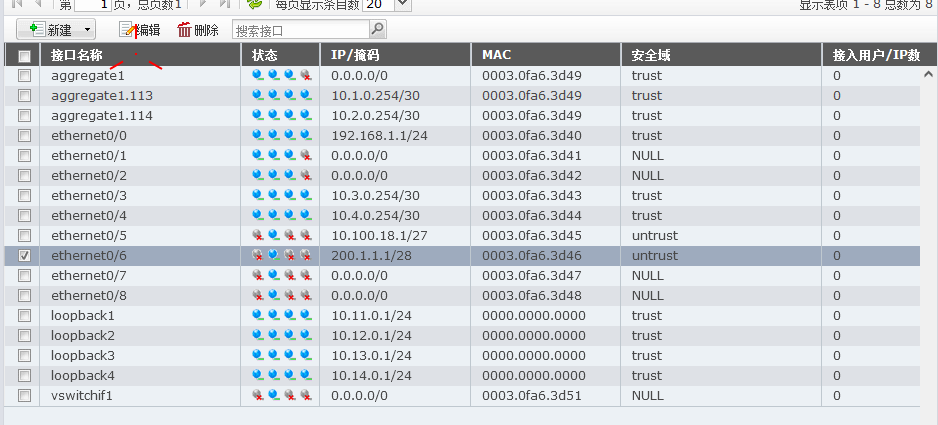 第 1 页，总页数1 每页显示条目数 20 显示表项 1 - 8 总数为 8
新建 编辑 删除 搜索接口
接口名称 状态 IP/掩码 MAC 安全域 接入用户/IP数
aggregate1 0.0.0.0/0 0003.0fa6.3d49 trust 0
aggregate1.113 10.1.0.254/30 0003.0fa6.3d49 trust 0
aggregate1.114 10.2.0.254/30 0003.0fa6.3d49 trust 0
ethernet0/0 192.168.1.1/24 0003.0fa6.3d40 trust 0
ethernet0/1 0.0.0.0/0 0003.0fa6.3d41 NULL 0
ethernet0/2 0.0.0.0/0 0003.0fa6.3d42 NULL 0
ethernet0/3 10.3.0.254/30 0003.0fa6.3d43 trust 0
ethernet0/4 10.4.0.254/30 0003.0fa6.3d44 trust 0
ethernet0/5 10.100.18.1/27 0003.0fa6.3d45 untrust 0
ethernet0/6 200.1.1.1/28 0003.0fa6.3d46 untrust 0
ethernet0/7 0.0.0.0/0 0003.0fa6.3d47 NULL 0
ethernet0/8 0.0.0.0/0 0003.0fa6.3d48 NULL 0
loopback1 10.11.0.1/24 0000.0000.0000 trust 0
loopback2 10.12.0.1/24 0000.0000.0000 trust 0
loopback3 10.13.0.1/24 0000.0000.0000 trust 0
loopback4 10.14.0.1/24 0000.0000.0000 trust 0
vswitchif1 0.0.0.0/0 0003.0fa6.3d51 NULL 0